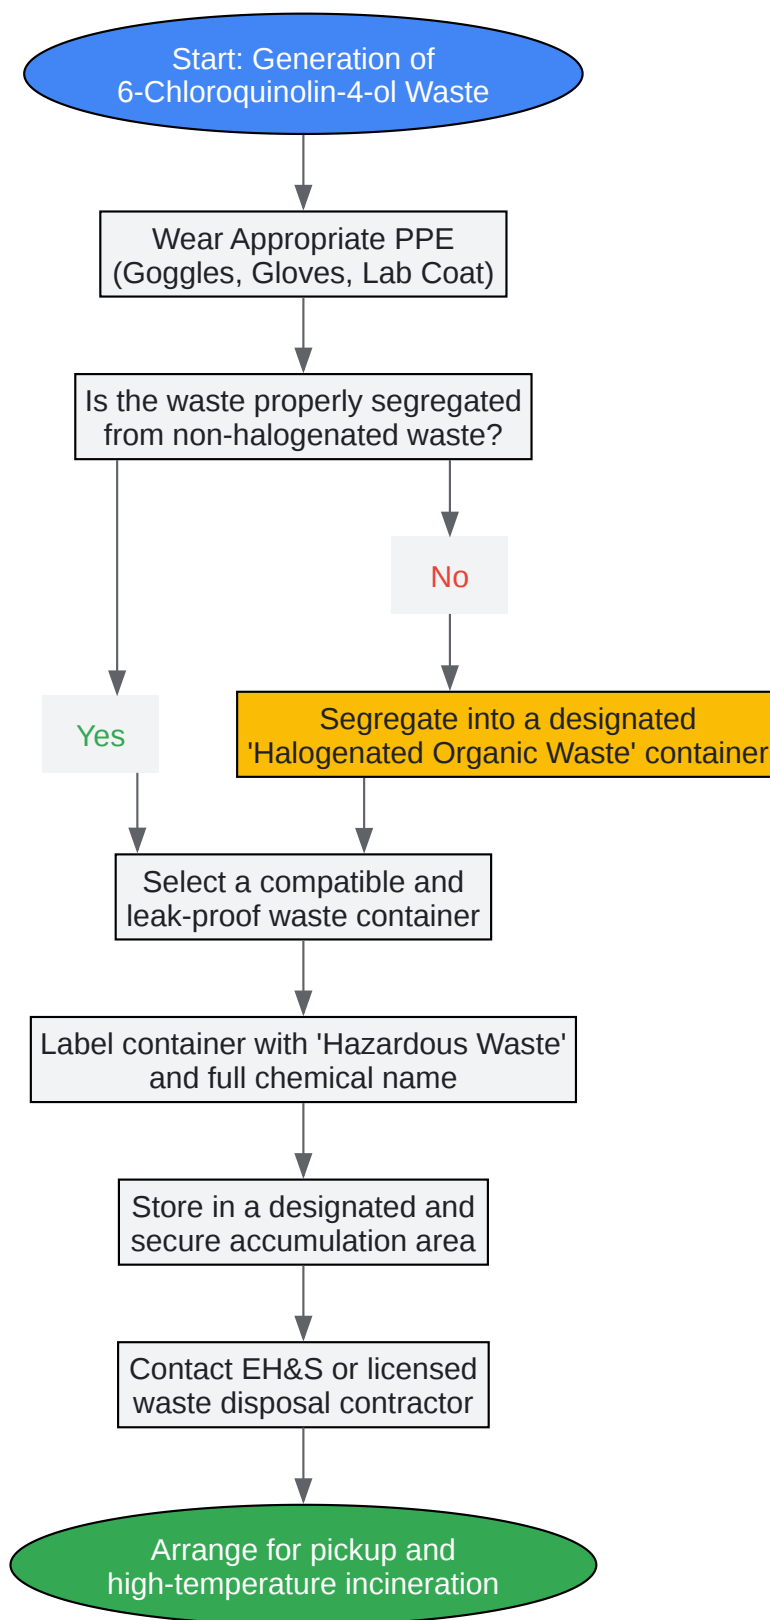 Start: Generation of
6-Chloroquinolin-4-ol Waste
Wear Appropriate PPE
(Goggles, Gloves, Lab Coat)
Is the waste properly segregated
from non-halogenated waste?
No
Yes
Segregate into a designated
'Halogenated Organic Waste' container
Select a compatible and
leak-proof waste container
Label container with 'Hazardous Waste'
and full chemical name
Store in a designated and
secure accumulation area
Contact EH&S or licensed
waste disposal contractor
Arrange for pickup and
high-temperature incineration